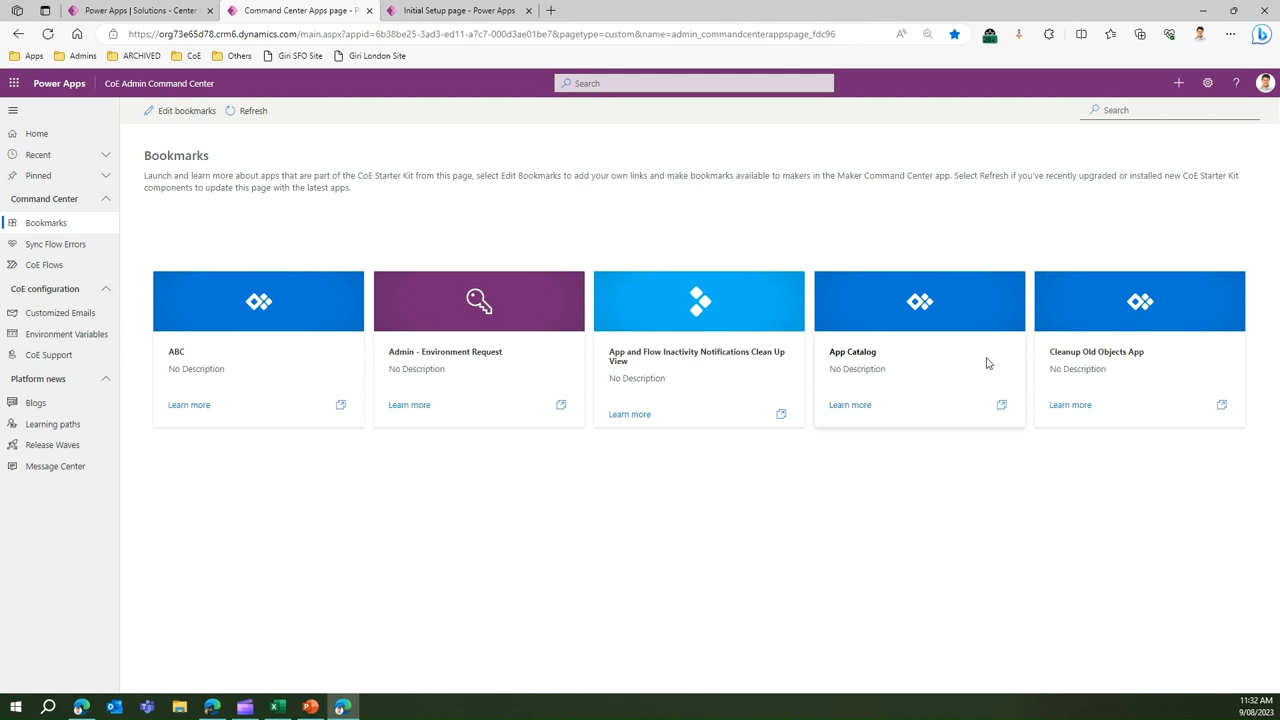 Power Apps | Solutions - Center
Command Center Apps page - P
Initial Setup page - Power Apps
https://org73e65d78.crm6.dynamics.com/main.aspx?appid=6b38be25-3ad3-ed11-a7c7-000d3ae01be7&pagetype=custom&name=admin_commandcenterappspage_fdc96
Apps
Admins
ARCHIVED
CoE
Others
Giri SFO Site
Giri London Site
Power Apps
CoE Admin Command Center
Search
Edit bookmarks
Refresh
Search
Home
Recent
Pinned
Command Center
Bookmarks
Sync Flow Errors
CoE Flows
CoE configuration
Customized Emails
Environment Variables
CoE Support
Platform news
Blogs
Learning paths
Release Waves
Message Center
Bookmarks
Launch and learn more about apps that are part of the CoE Starter Kit from this page, select Edit Bookmarks to add your own links and make bookmarks available to makers in the Maker Command Center app. Select Refresh if you've recently upgraded or installed new CoE Starter Kit
components to update this page with the latest apps.
ABC
No Description
Learn more
Admin - Environment Request
No Description
Learn more
App and Flow Inactivity Notifications Clean Up
View
No Description
Learn more
App Catalog
No Description
Learn more
Cleanup Old Objects App
No Description
Learn more
11:32 AM
9/08/2023